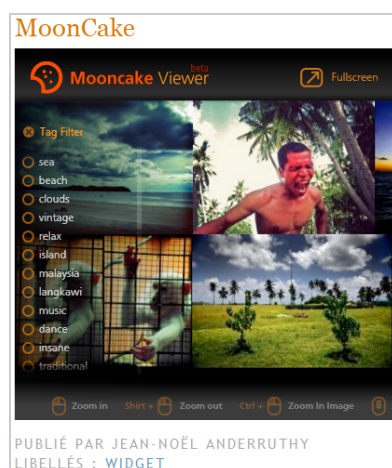 MoonCake
beta
Mooncake Viewer
Fullscreen
Tag Filter
sea
beach
clouds
vintage
relax
island
malaysia
langkawi
music
dance
insane
traditional
Zoom in Shirt + Zoom out Ctrl + Zoom In Image
PUBLIÉ PAR JEAN-NOËL ANDERRUTHY
LIBELLÉS : WIDGET